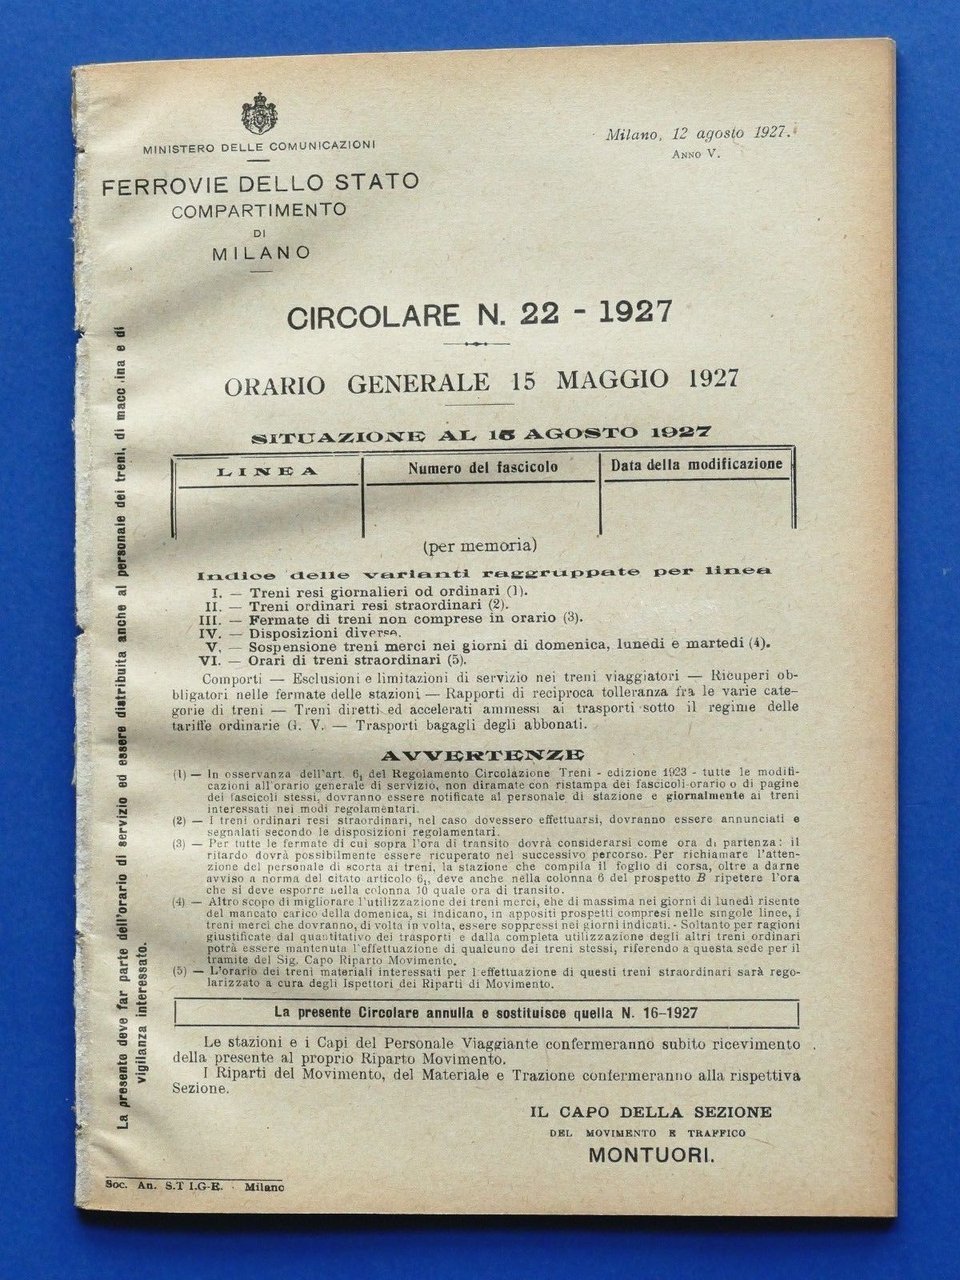 MINISTERO DELLE COMUNICAZIONI
FERROVIE DELLO STATO
COMPARTIMENTO
DI
MILANO
Milano, 12 agosto 1927.
ANNO V.
CIRCOLARE N. 22 - 1927
ORARIO GENERALE 15 MAGGIO 1927
SITUAZIONE AL 15 AGOSTO 1927
LINEA Numero del fascicolo Data della modificazione
(per memoria)
Indice delle varianti raggruppate per linea
I. — Treni resi giornalieri od ordinari (1).
II. — Treni ordinari resi straordinari (2).
III. — Fermate di treni non comprese in orario (3).
IV. — Disposizioni diverse.
V. — Sospensione treni merci nei giorni di domenica, lunedì e martedì (4).
VI. — Orari di treni straordinari (5).
Comporti — Esclusioni e limitazioni di servizio nei treni viaggiatori — Ricuperi ob-
bligatori nelle fermate delle stazioni — Rapporti di reciproca tolleranza fra le varie cate-
gorie di treni — Treni diretti ed accelerati ammessi ai trasporti sotto il regime delle
tariffe ordinarie G. V. — Trasporti bagagli degli abbonati.
AVVERTENZE
(1) — In osservanza dell'art. 6₁ del Regolamento Circolazione Treni - edizione 1923 - tutte le modifi-
cazioni all'orario generale di servizio, non diramate con ristampa dei fascicoli-orario o di pagine
dei fascicoli stessi, dovranno essere notificate al personale di stazione e giornalmente ai treni
interessati nei modi regolamentari.
(2) — I treni ordinari resi straordinari, nel caso dovessero effettuarsi, dovranno essere annunciati e
segnalati secondo le disposizioni regolamentari.
(3) — Per tutte le fermate di cui sopra l'ora di transito dovrà considerarsi come ora di partenza: il
ritardo dovrà possibilmente essere ricuperato nel successivo percorso. Per richiamare l'atten-
zione del personale di scorta ai treni, la stazione che compila il foglio di corsa, oltre a darne
avviso a norma del citato articolo 6₁, deve anche nella colonna 6 del prospetto B ripetere l'ora
che si deve esporre nella colonna 10 quale ora di transito.
(4) — Altro scopo di migliorare l'utilizzazione dei treni merci, che di massima nei giorni di lunedì risente
del mancato carico della domenica, si indicano, in appositi prospetti compresi nelle singole linee, i
treni merci che dovranno, di volta in volta, essere soppressi nei giorni indicati. - Soltanto per ragioni
giustificate dal quantitativo dei trasporti e dalla completa utilizzazione degli altri treni ordinari
potrà essere mantenuta l'effettuazione di qualcuno dei treni stessi, riferendo a questa sede per il
tramite del Sig. Capo Riparto Movimento.
(5) — L'orario dei treni materiali interessati per l'effettuazione di questi treni straordinari sarà rego-
larizzato a cura degli Ispettori dei Riparti di Movimento.
La presente Circolare annulla e sostituisce quella N. 16-1927
Le stazioni e i Capi del Personale Viaggiante confermeranno subito ricevimento
della presente al proprio Riparto Movimento.
I Riparti del Movimento, del Materiale e Trazione confermeranno alla rispettiva
Sezione.
IL CAPO DELLA SEZIONE
DEL MOVIMENTO E TRAFFICO
MONTUORI.
Soc. An. S.T I.G-E. - Milano
La presente deve far parte dell'orario di servizio ed essere distribuita anche al personale dei treni, di macc ina e di
vigilanza interessato.